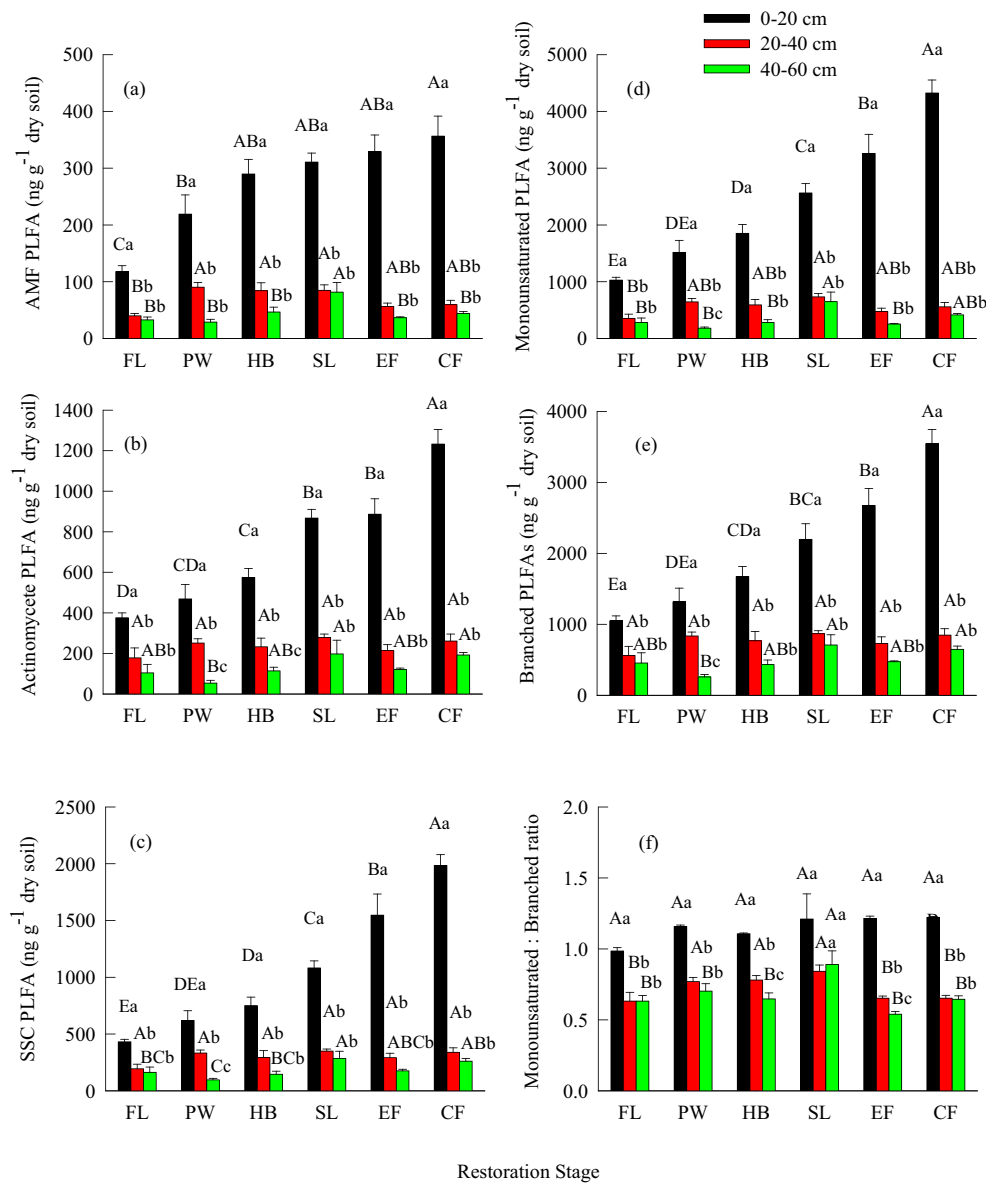 0-20 cm
20-40 cm
40-60 cm
(a)
AMF PLFA (ng g-1 dry soil)
500
400
300
200
100
0
Ca Bb Bb
Ba Ab Bb
ABa Ab Bb
ABa Ab Ab
ABa ABb Bb
Aa ABb Bb
FL PW HB SL EF CF
(d)
Monounsaturated PLFA (ng g-1 dry soil)
5000
4000
3000
2000
1000
0
Ea Bb Bb
DEa ABb Bc
Da ABb Bb
Ca Ab Ab
Ba ABb Bb
Aa ABb ABb
FL PW HB SL EF CF
(b)
Actinomycete PLFA (ng g-1 dry soil)
1400
1200
1000
800
600
400
200
0
Da Ab ABb
CDa Ab Bc
Ca Ab ABc
Ba Ab Ab
Ba Ab ABb
Aa Ab Ab
FL PW HB SL EF CF
(e)
Branched PLFAs (ng g-1 dry soil)
4000
3000
2000
1000
0
Ea Ab ABb
DEa Ab Bc
CDa Ab ABb
BCa Ab Ab
Ba Ab ABb
Aa Ab Ab
FL PW HB SL EF CF
(c)
SSC PLFA (ng g-1 dry soil)
2500
2000
1500
1000
500
0
Ea Ab BCb
DEa Ab Cc
Da Ab BCb
Ca Ab Ab
Ba Ab ABCb
Aa Ab ABb
FL PW HB SL EF CF
(f)
Monounsaturated : Branched ratio
2.0
1.5
1.0
0.5
0.0
Aa Bb Bb
Aa Ab Bb
Aa Ab Bc
Aa Aa Aa
Aa Bb Bc
Aa Bb Bb
FL PW HB SL EF CF
Restoration Stage